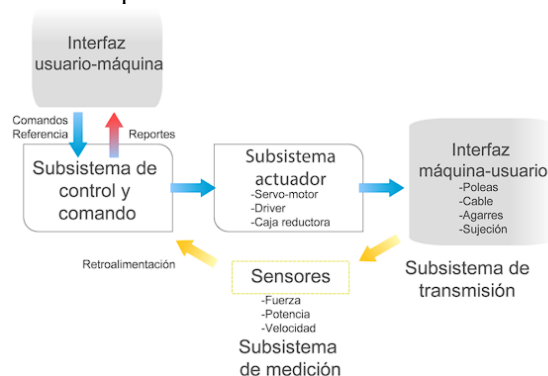 Interfaz
usuario-máquina
Comandos
Referencia
Reportes
Subsistema de
control y
comando
Subsistema
actuador
-Servo-motor
-Driver
-Caja reductora
Interfaz
máquina-usuario
-Poleas
-Cable
-Agarres
-Sujeción
Retroalimentación
Sensores
-Fuerza
-Potencia
-Velocidad
Subsistema
de
medición
Subsistema de
transmisión